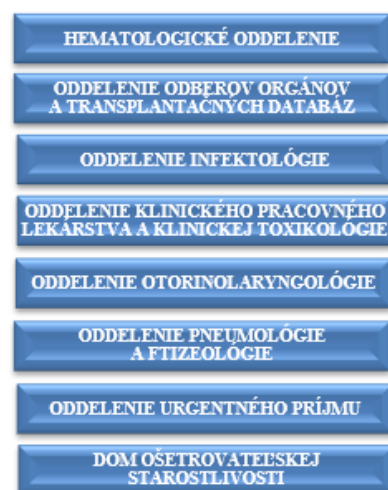 HEMATOLOGICKÉ ODDELENIE
ODDELENIE ODBEROV ORGÁNOV
A TRANSPLANTAČNÝCH DATABÁZ
ODDELENIE INFEKTOLÓGIE
ODDELENIE KLINICKÉHO PRACOVNÉHO
LEKÁRSTVA A KLINICKEJ TOXIKOLÓGIE
ODDELENIE OTORINOLARYNGOLÓGIE
ODDELENIE PNEUMOLÓGIE
A FTIZEOLÓGIE
ODDELENIE URGENTNÉHO PRÍJMU
DOM OŠETROVATEĽSKEJ
STAROSTLIVOSTI